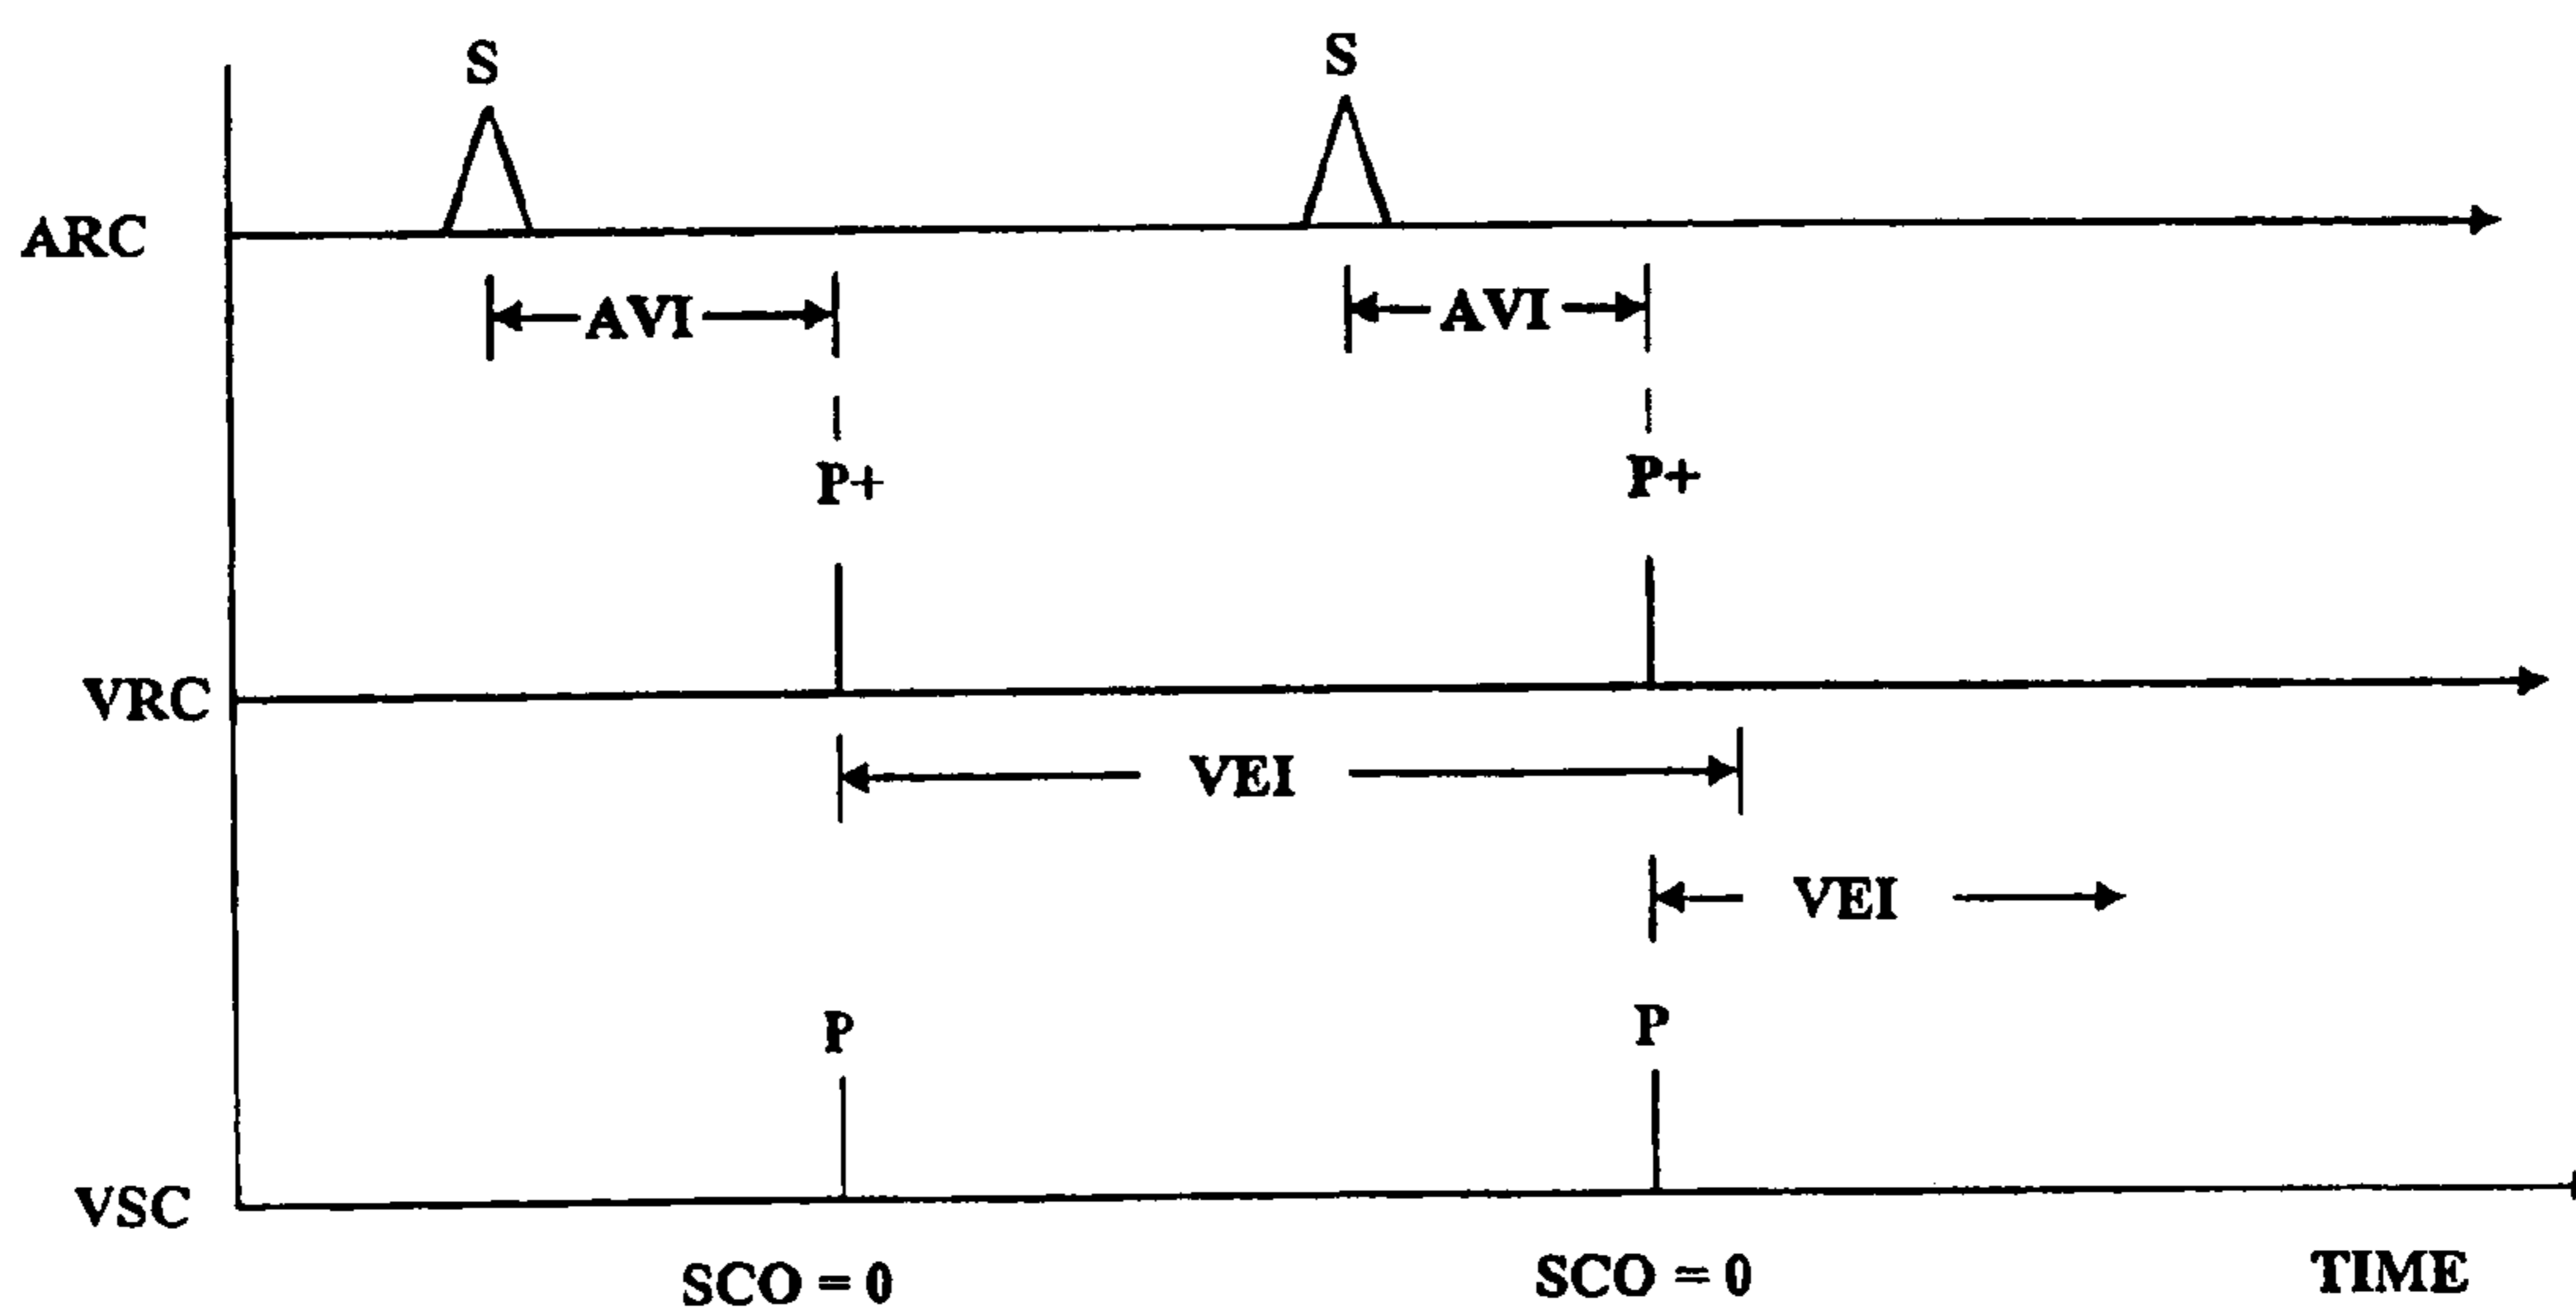 S S
ARC
AVI AVI
P+ P+
VRC
VEI
VEI
P P
VSC
SCO = 0 SCO = 0 TIME